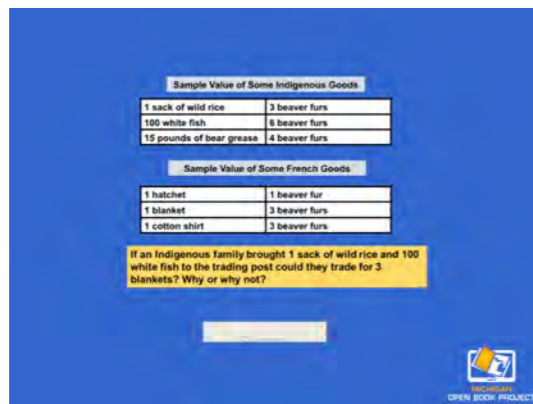 Sample Value of Some Indigenous Goods
1 sack of wild rice 3 beaver furs
100 white fish 6 beaver furs
15 pounds of bear grease 4 beaver furs
Sample Value of Some French Goods
1 hatchet 1 beaver fur
1 blanket 3 beaver furs
1 cotton shirt 3 beaver furs
If an Indigenous family brought 1 sack of wild rice and 100
white fish to the trading post could they trade for 3
blankets? Why or why not?
MICHIGAN
OPEN BOOK PROJECT